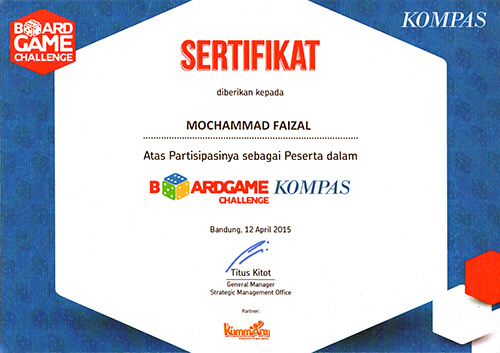 BOARD
GAME
CHALLENGE
KOMPAS
SERTIFIKAT
diberikan kepada
MOCHAMMAD FAIZAL
Atas Partisipasinya sebagai Peserta dalam
BOARDGAME KOMPAS
CHALLENGE
Bandung, 12 April 2015
Titus Kitot
General Manager
Strategic Management Office
Partner:
Kummara